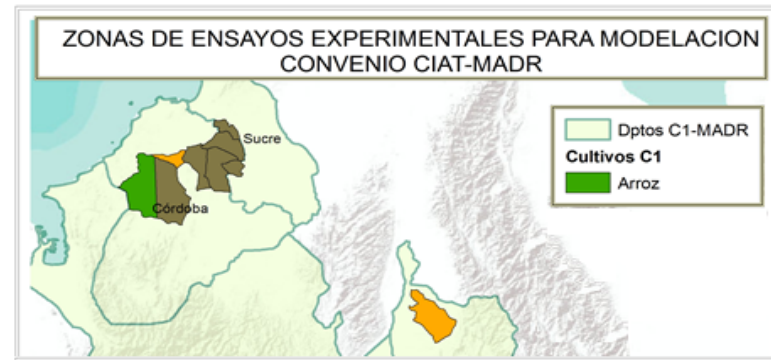 ZONAS DE ENSAYOS EXPERIMENTALES PARA MODELACION
CONVENIO CIAT-MADR
Sucre
Córdoba
Dptos C1-MADR
Cultivos C1
Arroz